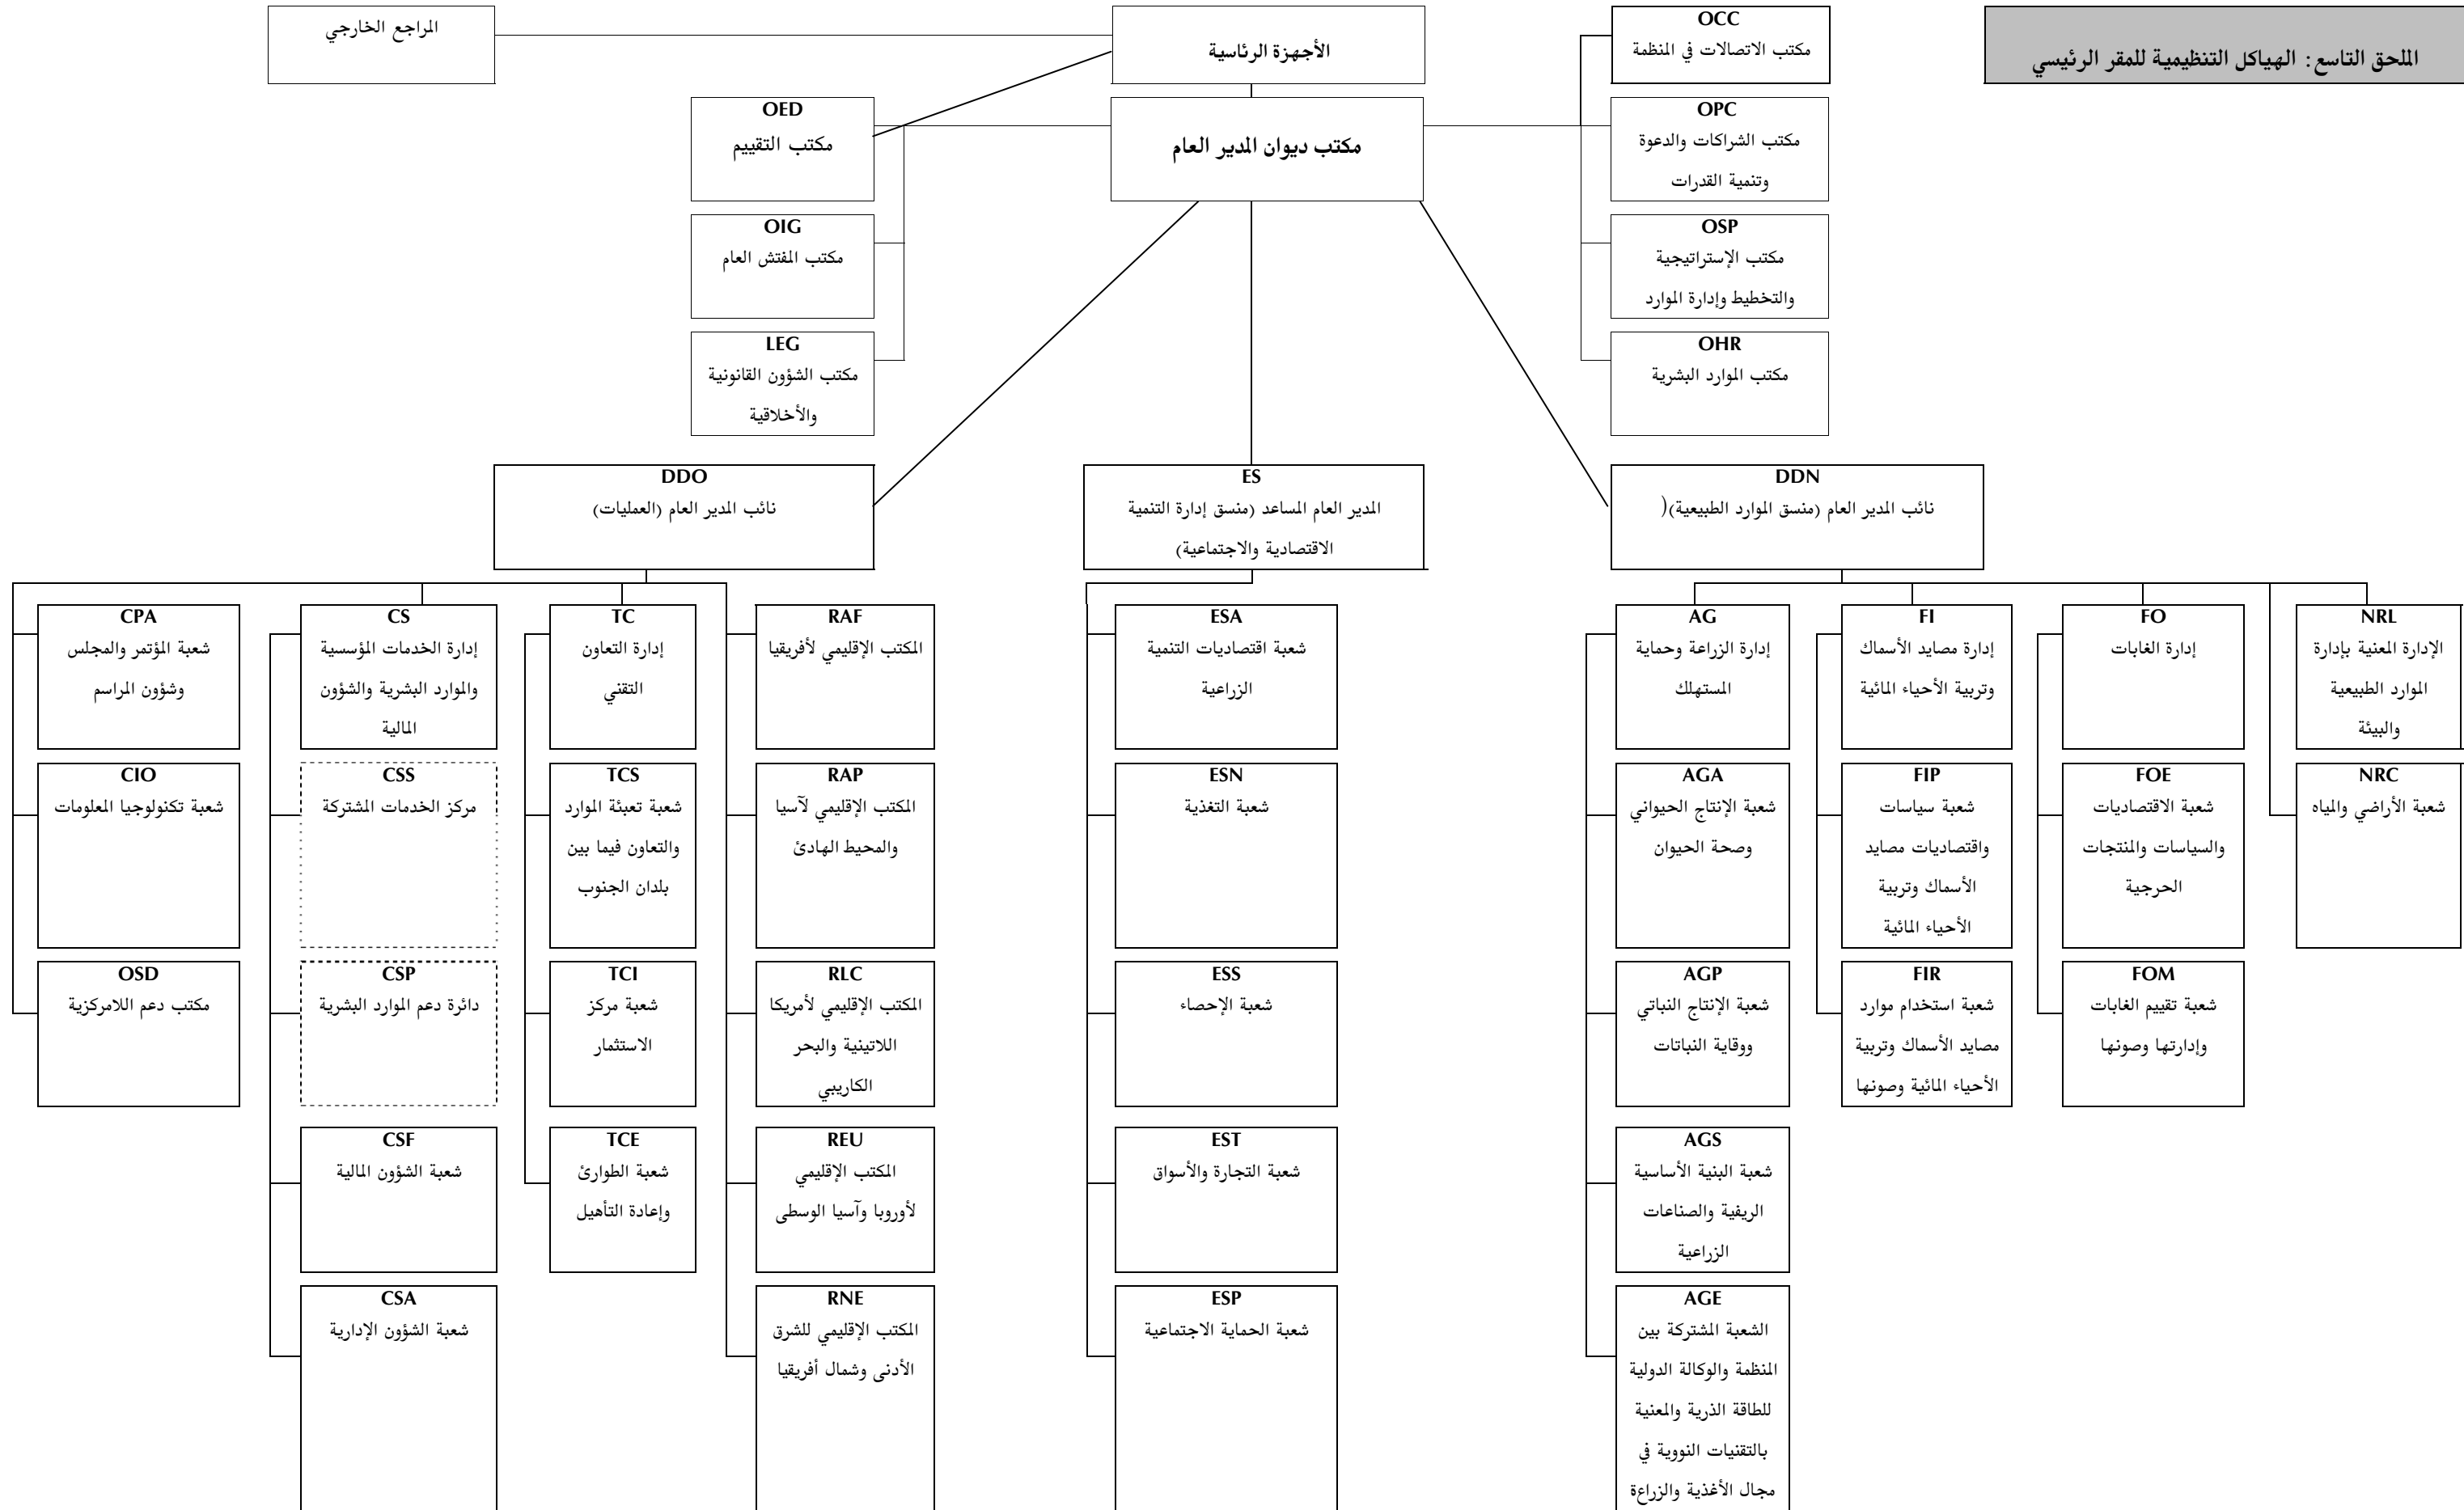 الملحق التاسع: الهياكل التنظيمية للمقر الرئيسي
المراجع الخارجي
الأجهزة الرئاسية
مكتب ديوان المدير العام
OCC
مكتب الاتصالات في المنظمة
OPC
مكتب الشراكات والدعوة
وتنمية القدرات
OSP
مكتب الإستراتيجية
والتخطيط وإدارة الموارد
OHR
مكتب الموارد البشرية
OED
مكتب التقييم
OIG
مكتب المفتش العام
LEG
مكتب الشؤون القانونية
والأخلاقية
DDN
نائب المدير العام (منسق الموارد الطبيعية)(
ES
المدير العام المساعد (منسق إدارة التنمية
الاقتصادية والاجتماعية)
DDO
نائب المدير العام (العمليات)
NRL
الإدارة المعنية بإدارة
الموارد الطبيعية
والبيئة
NRC
شعبة الأراضي والمياه
FO
إدارة الغابات
FOE
شعبة الاقتصاديات
والسياسات والمنتجات
الحرجية
FOM
شعبة تقييم الغابات
وإدارتها وصونها
FI
إدارة مصايد الأسماك
وتربية الأحياء المائية
FIP
شعبة سياسات
واقتصاديات مصايد
الأسماك وتربية
الأحياء المائية
FIR
شعبة استخدام موارد
مصايد الأسماك وتربية
الأحياء المائية وصونها
AG
إدارة الزراعة وحماية
المستهلك
AGA
شعبة الإنتاج الحيواني
وصحة الحيوان
AGP
شعبة الإنتاج النباتي
ووقاية النباتات
AGS
شعبة البنية الأساسية
الريفية والصناعات
الزراعية
AGE
الشعبة المشتركة بين
المنظمة والوكالة الدولية
للطاقة الذرية والمعنية
بالتقنيات النووية في
مجال الأغذية والزراعة
ESA
شعبة اقتصاديات التنمية
الزراعية
ESN
شعبة التغذية
ESS
شعبة الإحصاء
EST
شعبة التجارة والأسواق
ESP
شعبة الحماية الاجتماعية
RAF
المكتب الإقليمي لأفريقيا
RAP
المكتب الإقليمي لآسيا
والمحيط الهادئ
RLC
المكتب الإقليمي لأمريكا
اللاتينية والبحر
الكاريبي
REU
المكتب الإقليمي
لأوروبا وآسيا الوسطى
RNE
المكتب الإقليمي للشرق
الأدنى وشمال أفريقيا
TC
إدارة التعاون
التقني
TCS
شعبة تعبئة الموارد
والتعاون فيما بين
بلدان الجنوب
TCI
شعبة مركز
الاستثمار
TCE
شعبة الطوارئ
وإعادة التأهيل
CS
إدارة الخدمات المؤسسية
والموارد البشرية والشؤون
المالية
CSS
مركز الخدمات المشتركة
CSP
دائرة دعم الموارد البشرية
CSF
شعبة الشؤون المالية
CSA
شعبة الشؤون الإدارية
CPA
شعبة المؤتمر والمجلس
وشؤون المراسم
CIO
شعبة تكنولوجيا المعلومات
OSD
مكتب دعم اللامركزية